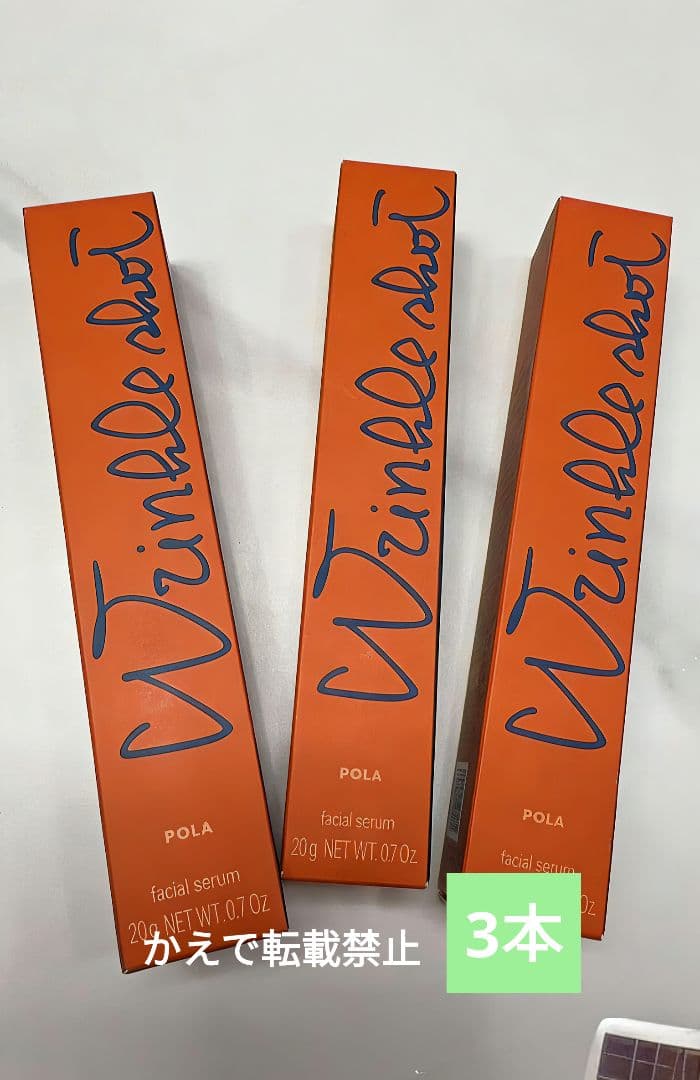 Wrinkle shot
POLA
facial serum
20g NET WT. 0.7 Oz
Wrinkle shot
POLA
facial serum
20g NET WT. 0.7 Oz
Wrinkle shot
POLA
facial serum
Oz
かえで転載禁止
3本